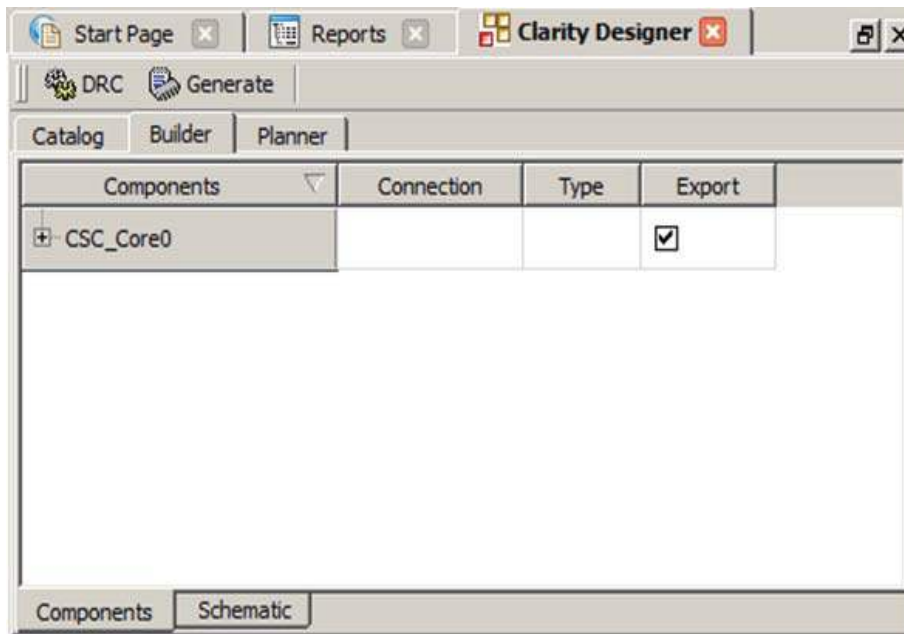 Start Page Reports Clarity Designer
DRC Generate
Catalog Builder Planner
Components Connection Type Export
CSC_Core0
Components Schematic